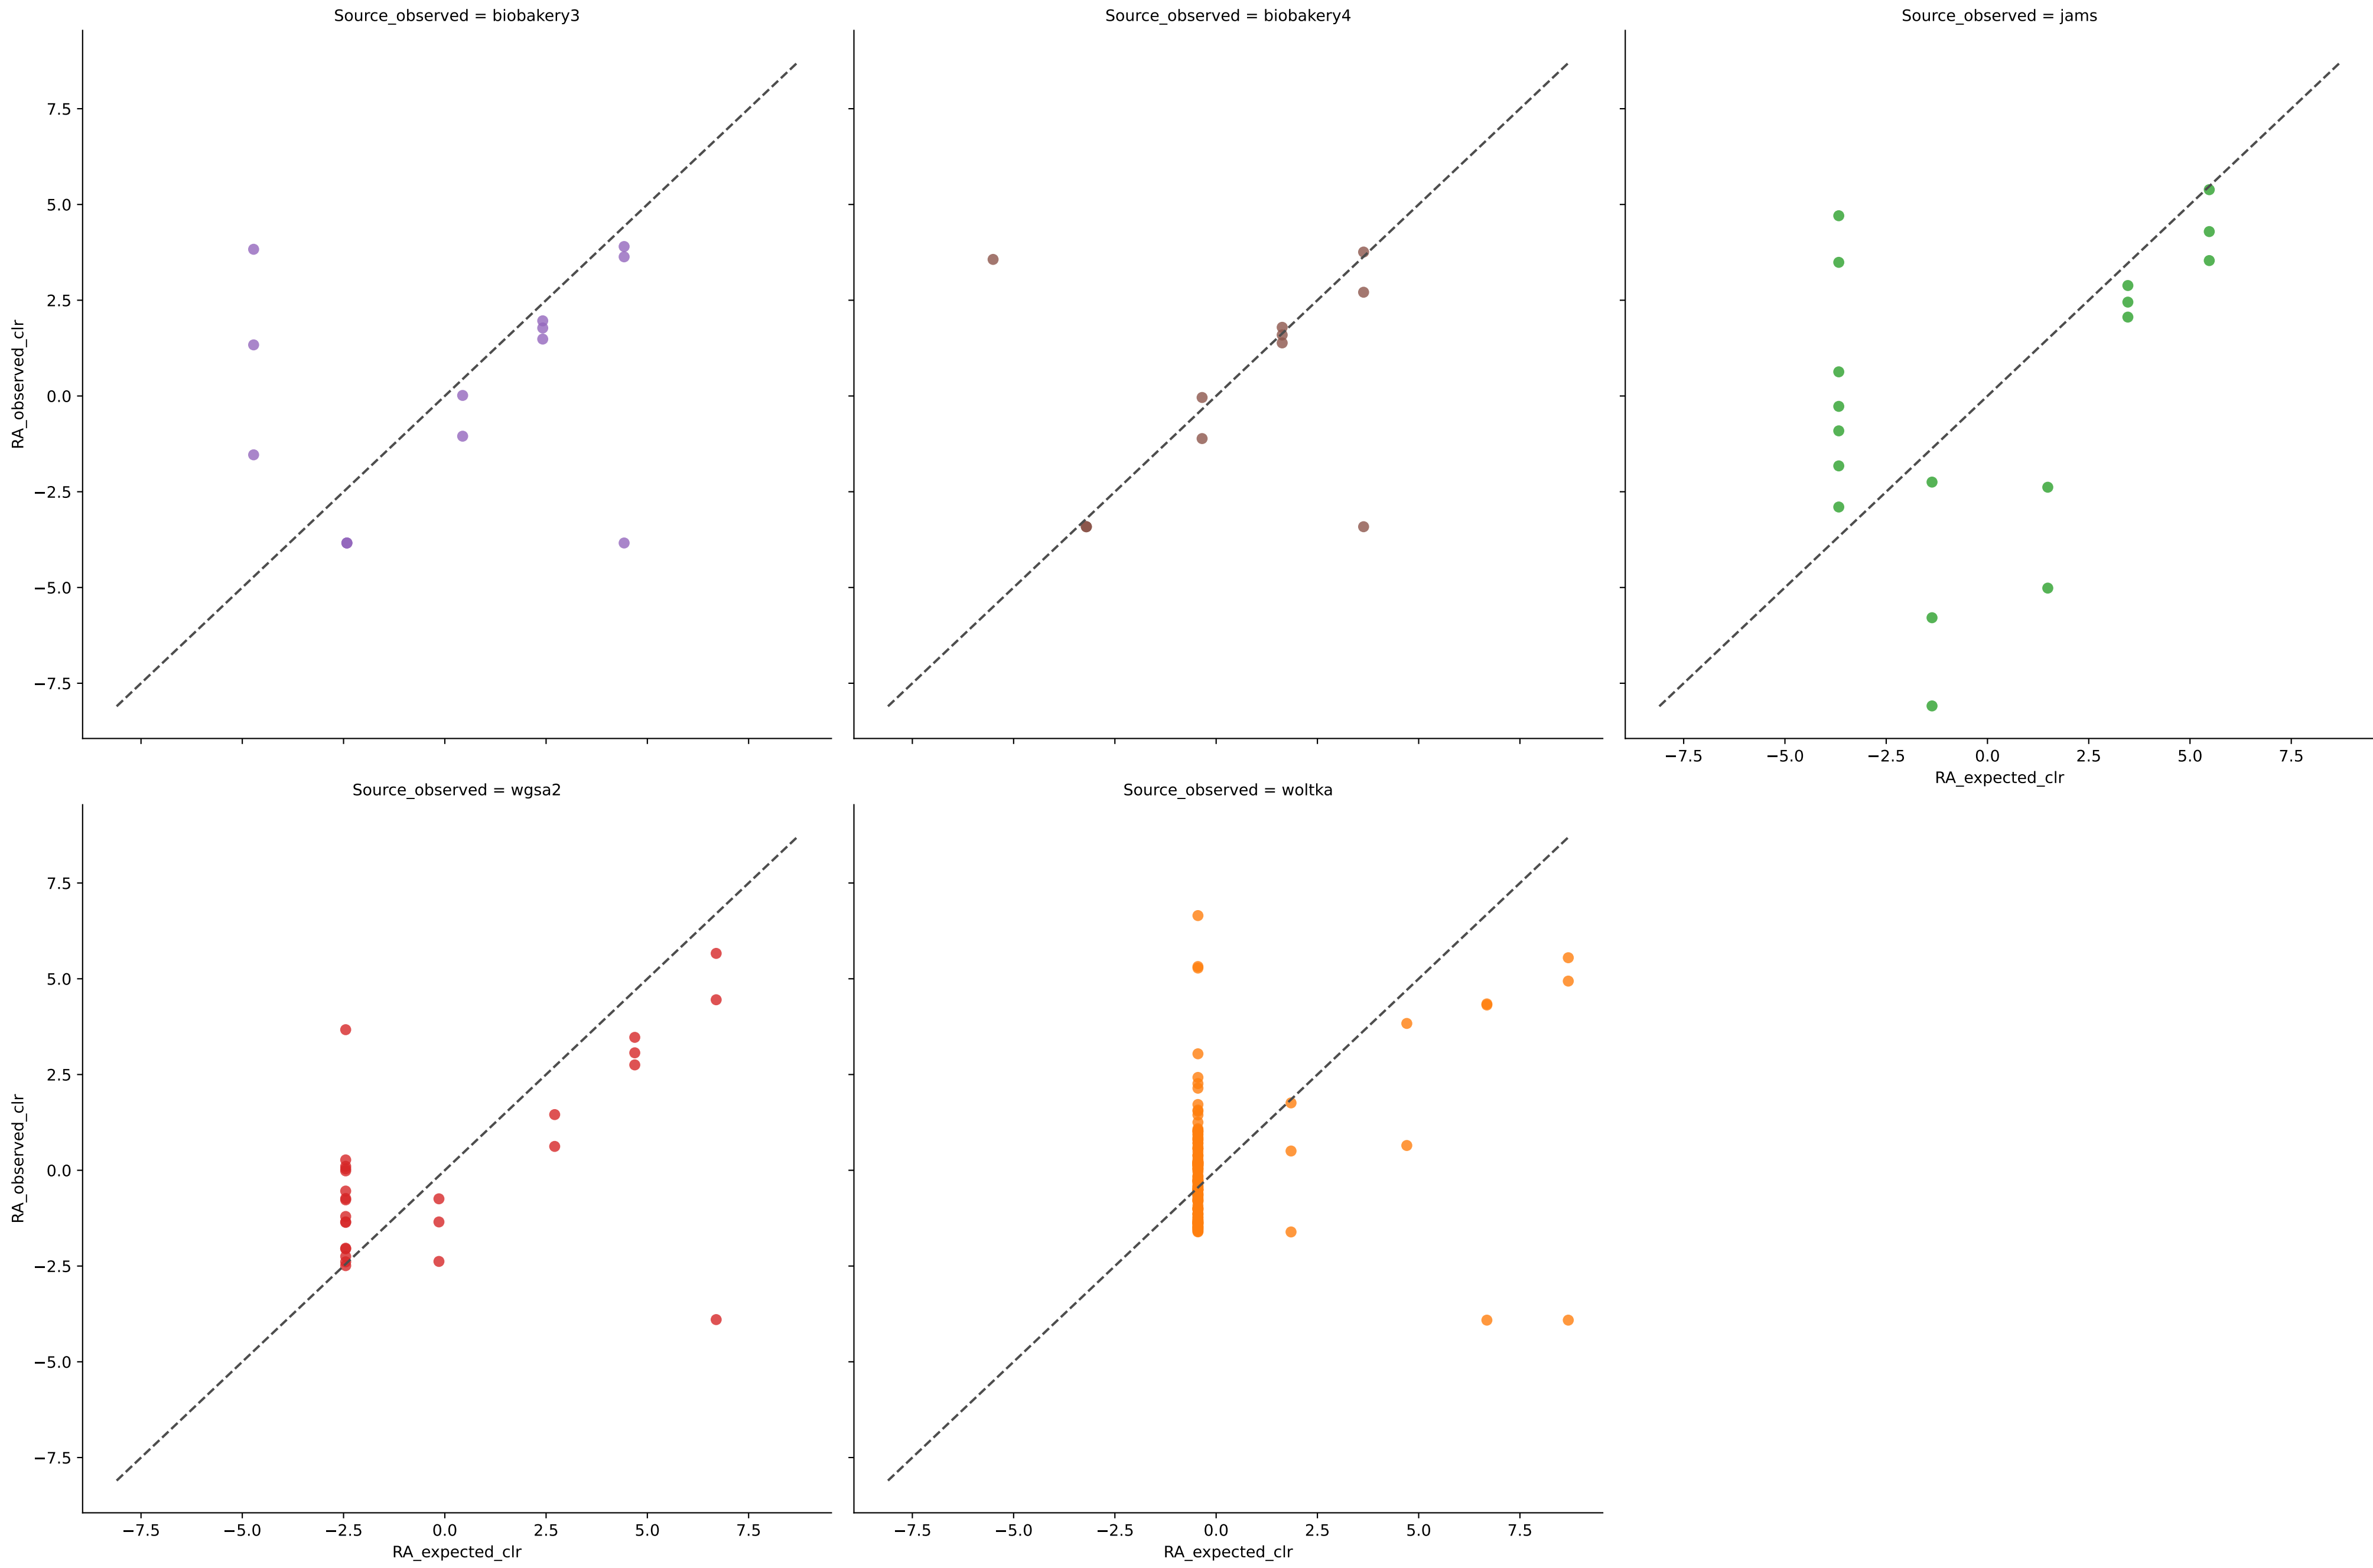 Source_observed = biobakery3
Source_observed = biobakery4
Source_observed = jams
RA_observed_clr
7.5
5.0
2.5
0.0
−2.5
−5.0
−7.5
−7.5 −5.0 −2.5 0.0 2.5 5.0 7.5
RA_expected_clr
Source_observed = wgsa2
Source_observed = woltka
RA_observed_clr
7.5
5.0
2.5
0.0
−2.5
−5.0
−7.5
−7.5 −5.0 −2.5 0.0 2.5 5.0 7.5
RA_expected_clr
−7.5 −5.0 −2.5 0.0 2.5 5.0 7.5
RA_expected_clr